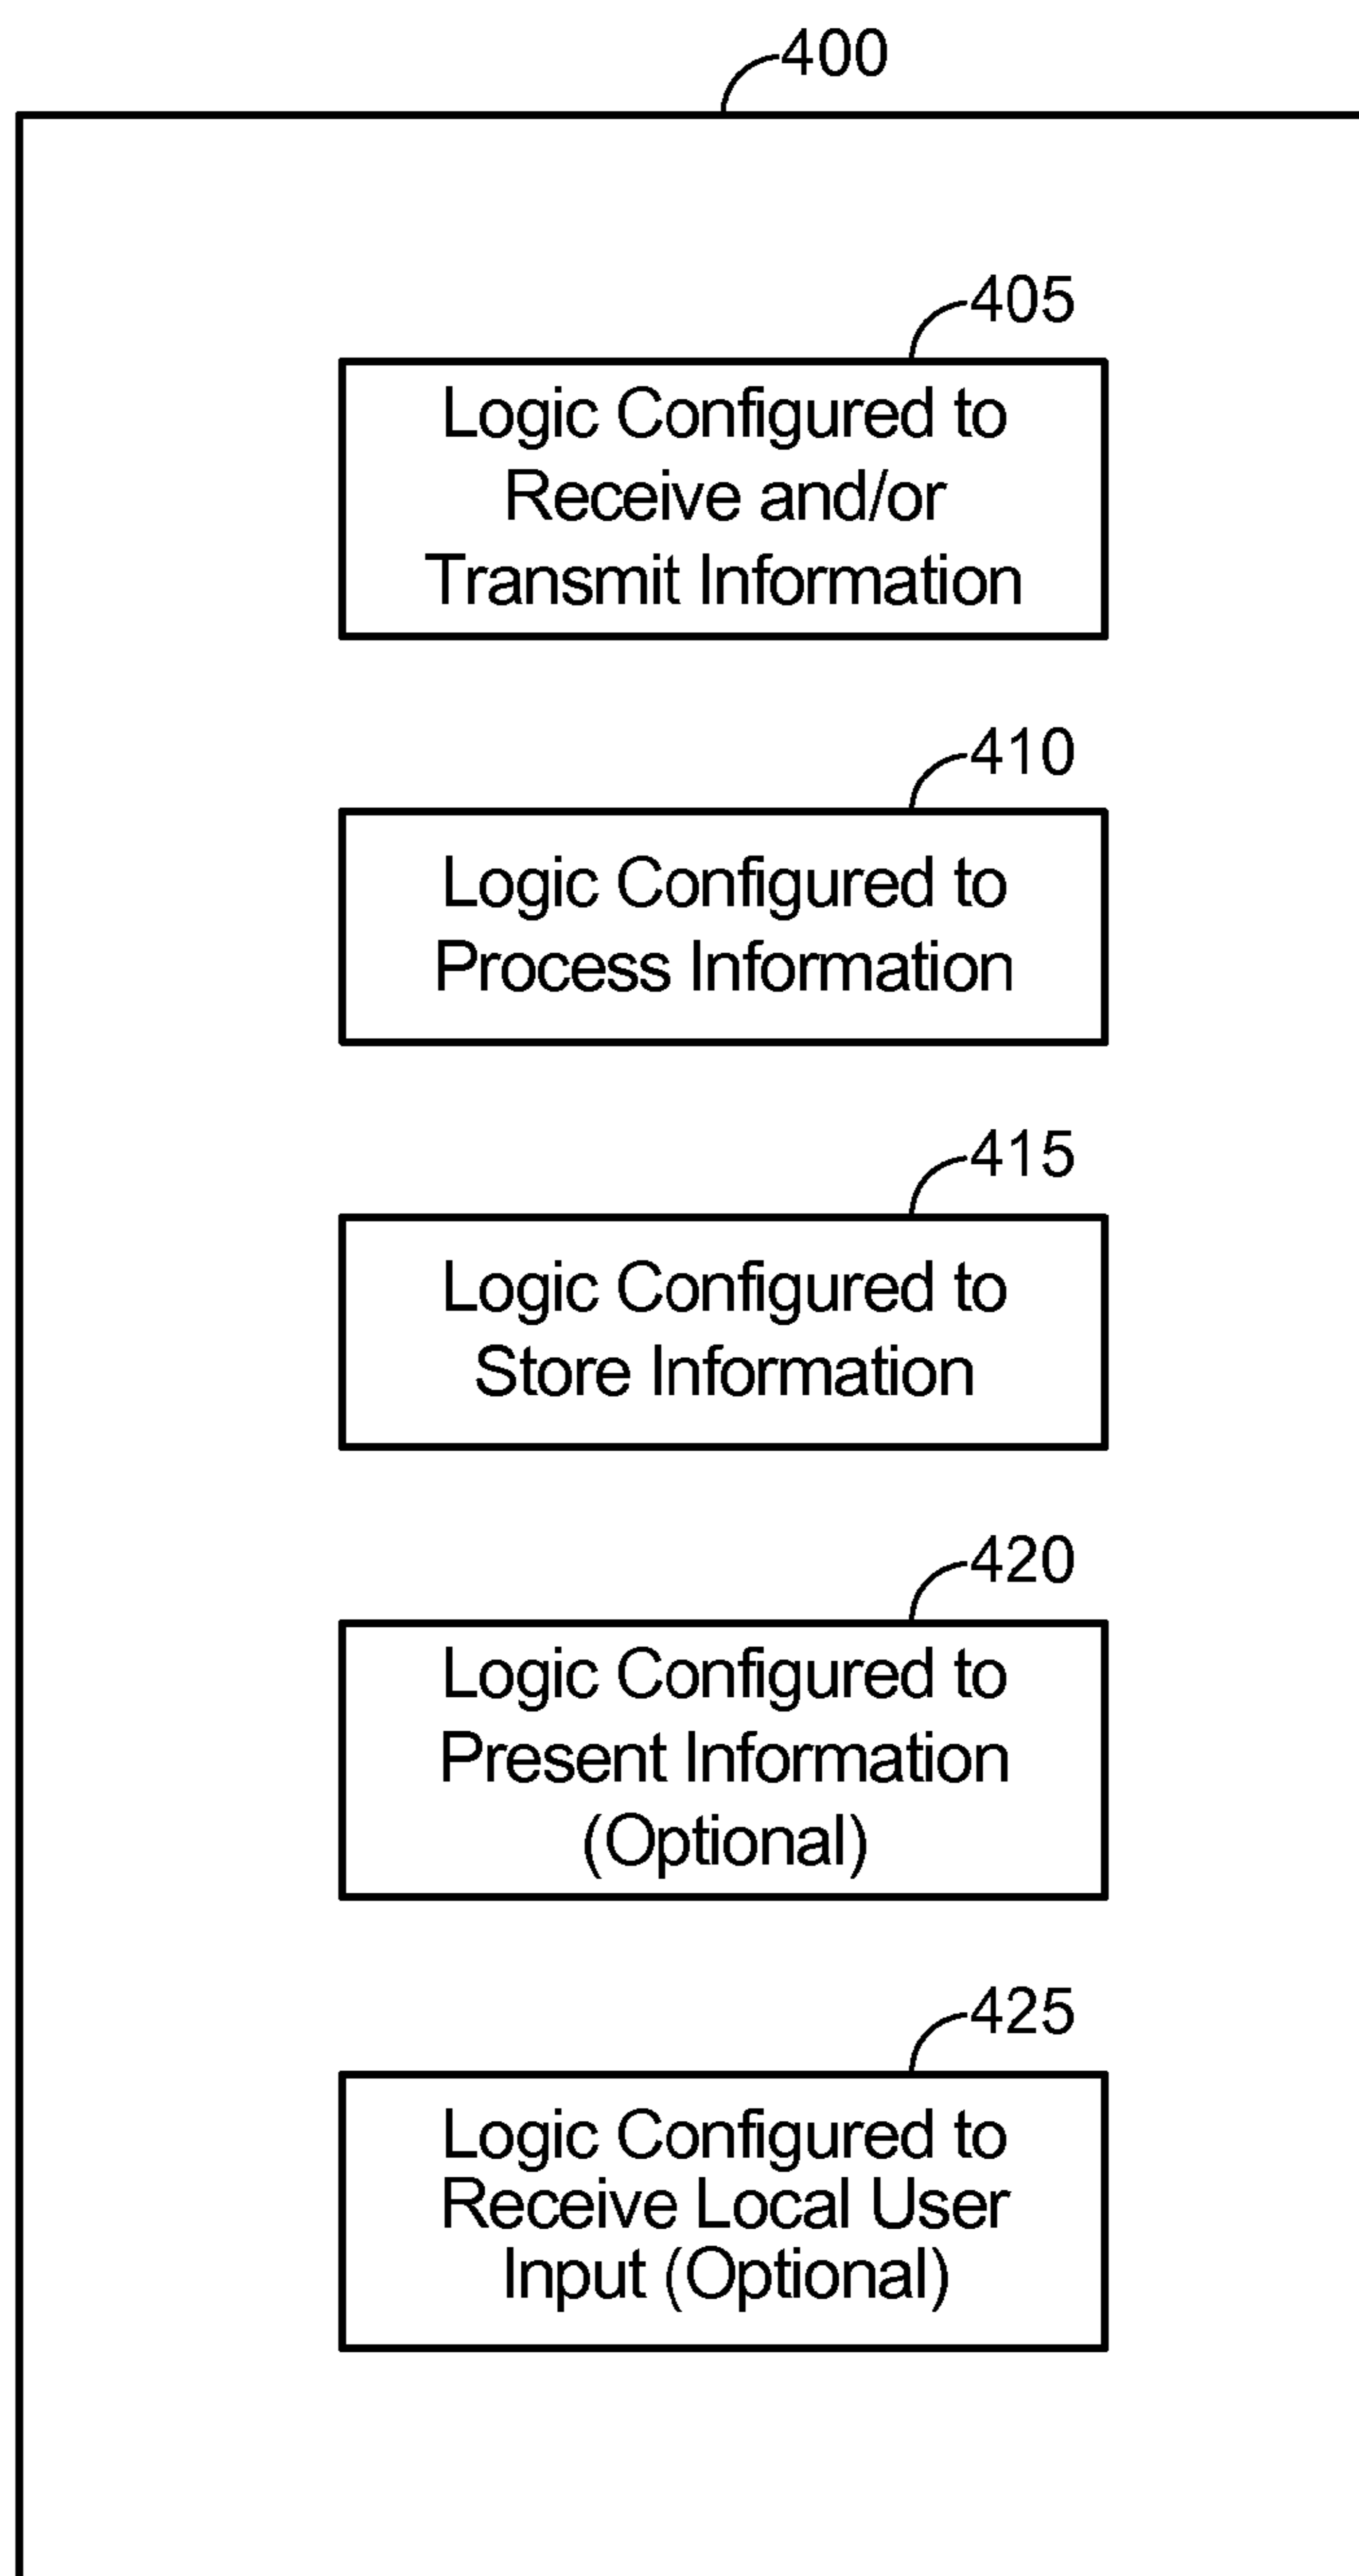 400
405
Logic Configured to
Receive and/or
Transmit Information
410
Logic Configured to
Process Information
415
Logic Configured to
Store Information
420
Logic Configured to
Present Information
(Optional)
425
Logic Configured to
Receive Local User
Input (Optional)